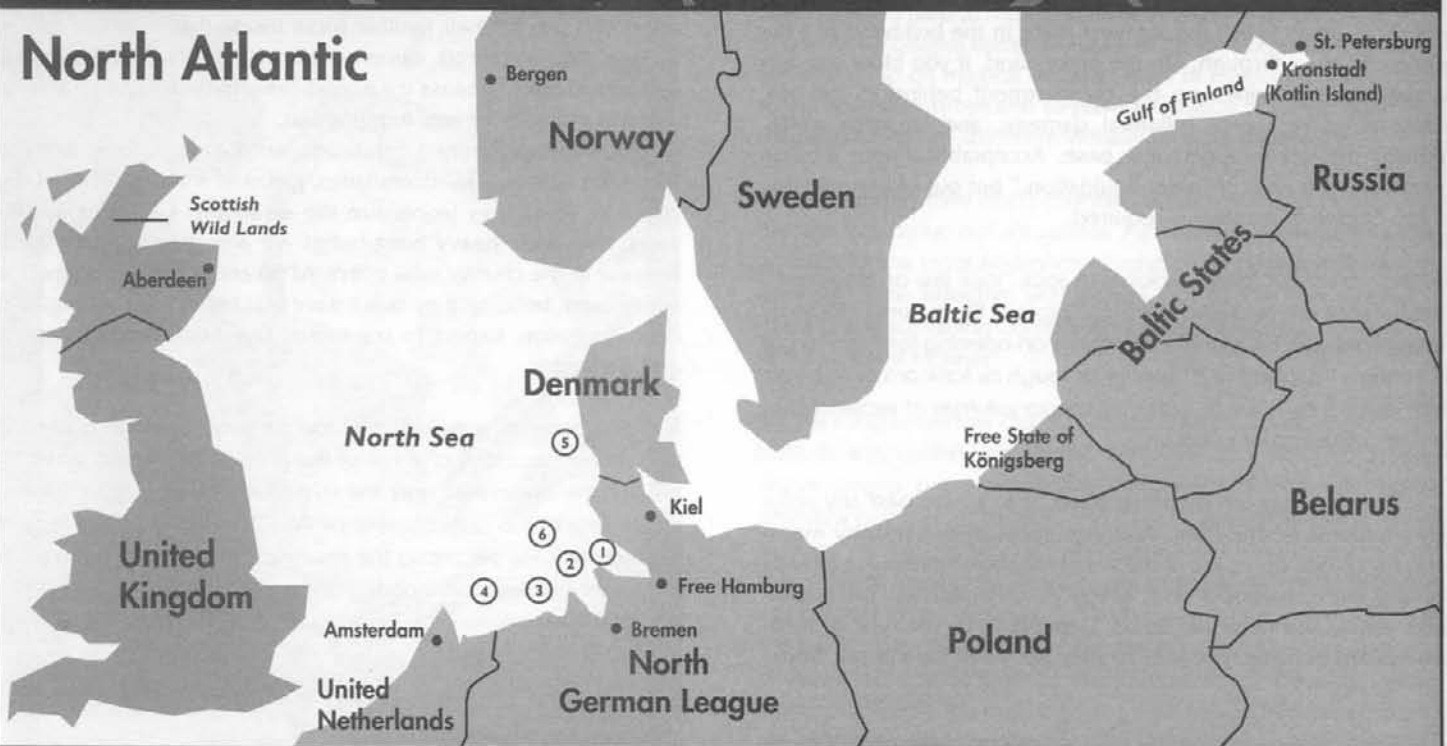 North Atlantic
Bergen
St. Petersburg
Kronstadt
(Kotlin Island)
Gulf of Finland
Norway
Sweden
Russia
Scottish
Wild Lands
Aberdeen
Baltic States
Baltic Sea
Denmark
North Sea
5
Free State of
Königsberg
Kiel
Belarus
6
1
2
United
Kingdom
4
3
Free Hamburg
Amsterdam
Bremen
Poland
North
German League
United
Netherlands